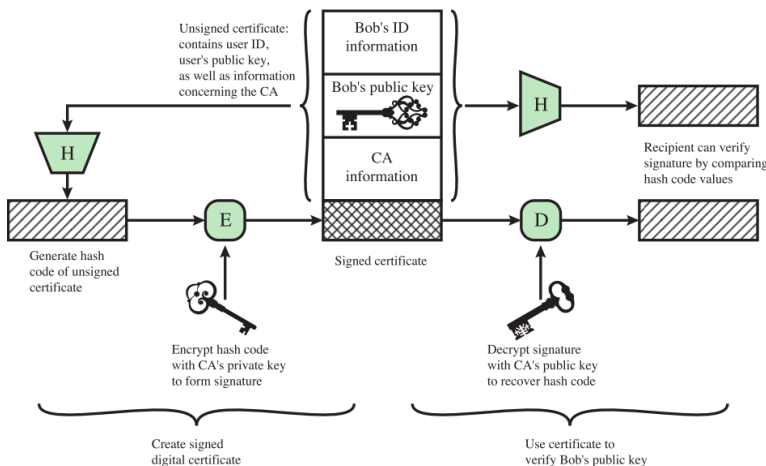 Unsigned certificate:
contains user ID,
user's public key,
as well as information
concerning the CA
Bob's ID
information
Bob's public key
CA
information
H
H
Recipient can verify
signature by comparing
hash code values
E
D
Generate hash
code of unsigned
certificate
Signed certificate
Encrypt hash code
with CA's private key
to form signature
Decrypt signature
with CA's public key
to recover hash code
Create signed
digital certificate
Use certificate to
verify Bob's public key